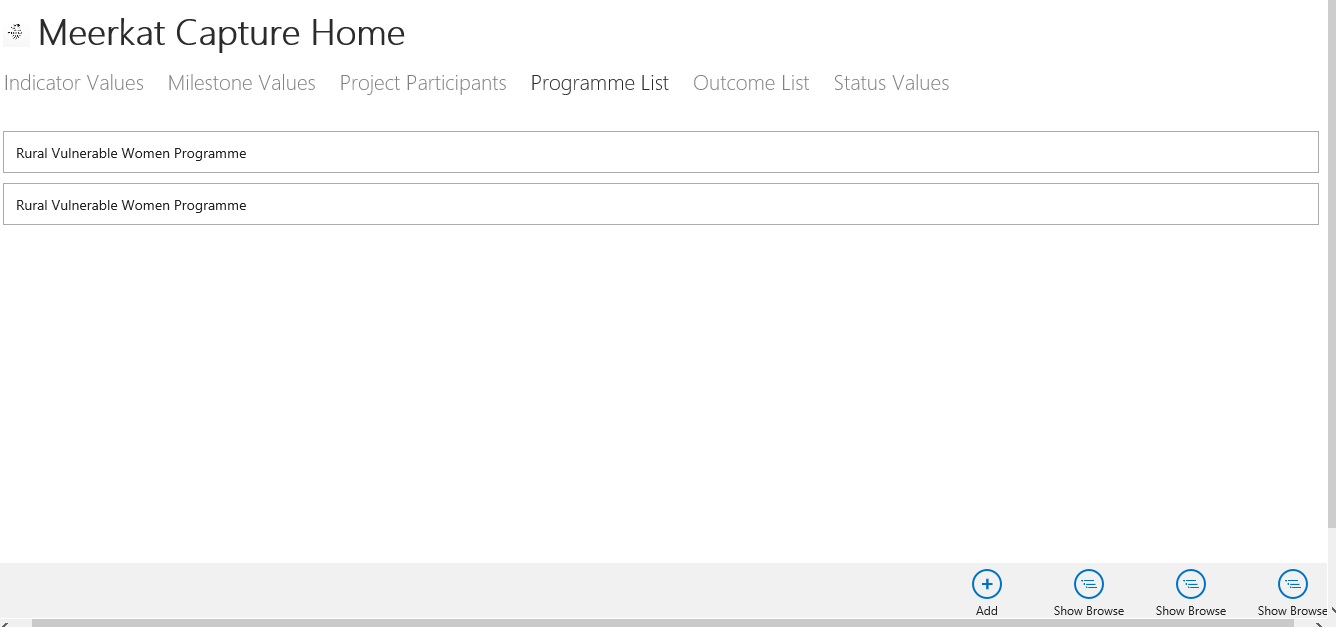 Meerkat Capture Home
Indicator Values Milestone Values Project Participants Programme List Outcome List Status Values
Rural Vulnerable Women Programme
Rural Vulnerable Women Programme
Add Show Browse Show Browse Show Browse